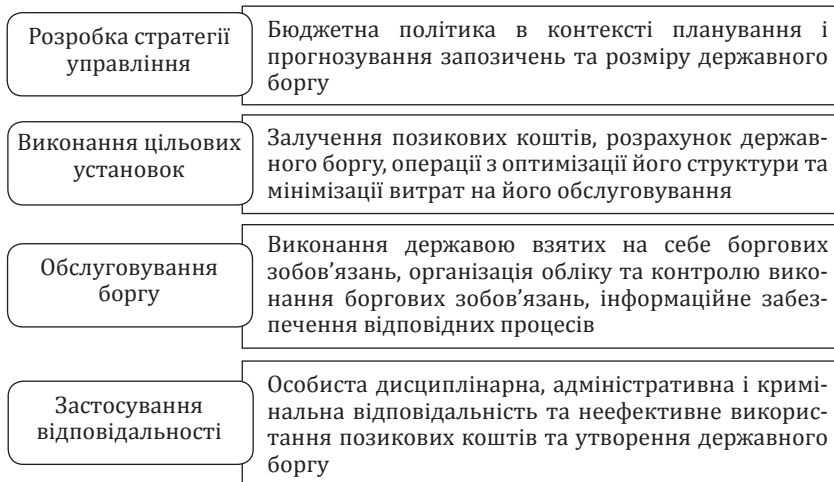 Розробка стратегії
управління
Бюджетна політика в контексті планування і
прогнозування запозичень та розміру державного
боргу
Виконання цільових
установок
Залучення позикових коштів, розрахунок держав-
ного боргу, операції з оптимізації його структури та
мінімізації витрат на його обслуговування
Обслуговування
боргу
Виконання державою взятих на себе боргових
зобов’язань, організація обліку та контролю вико-
нання боргових зобов’язань, інформаційне забез-
печення відповідних процесів
Застосування
відповідальності
Особиста дисциплінарна, адміністративна і кримі-
нальна відповідальність та неефективне викорис-
тання позикових коштів та утворення державного
боргу